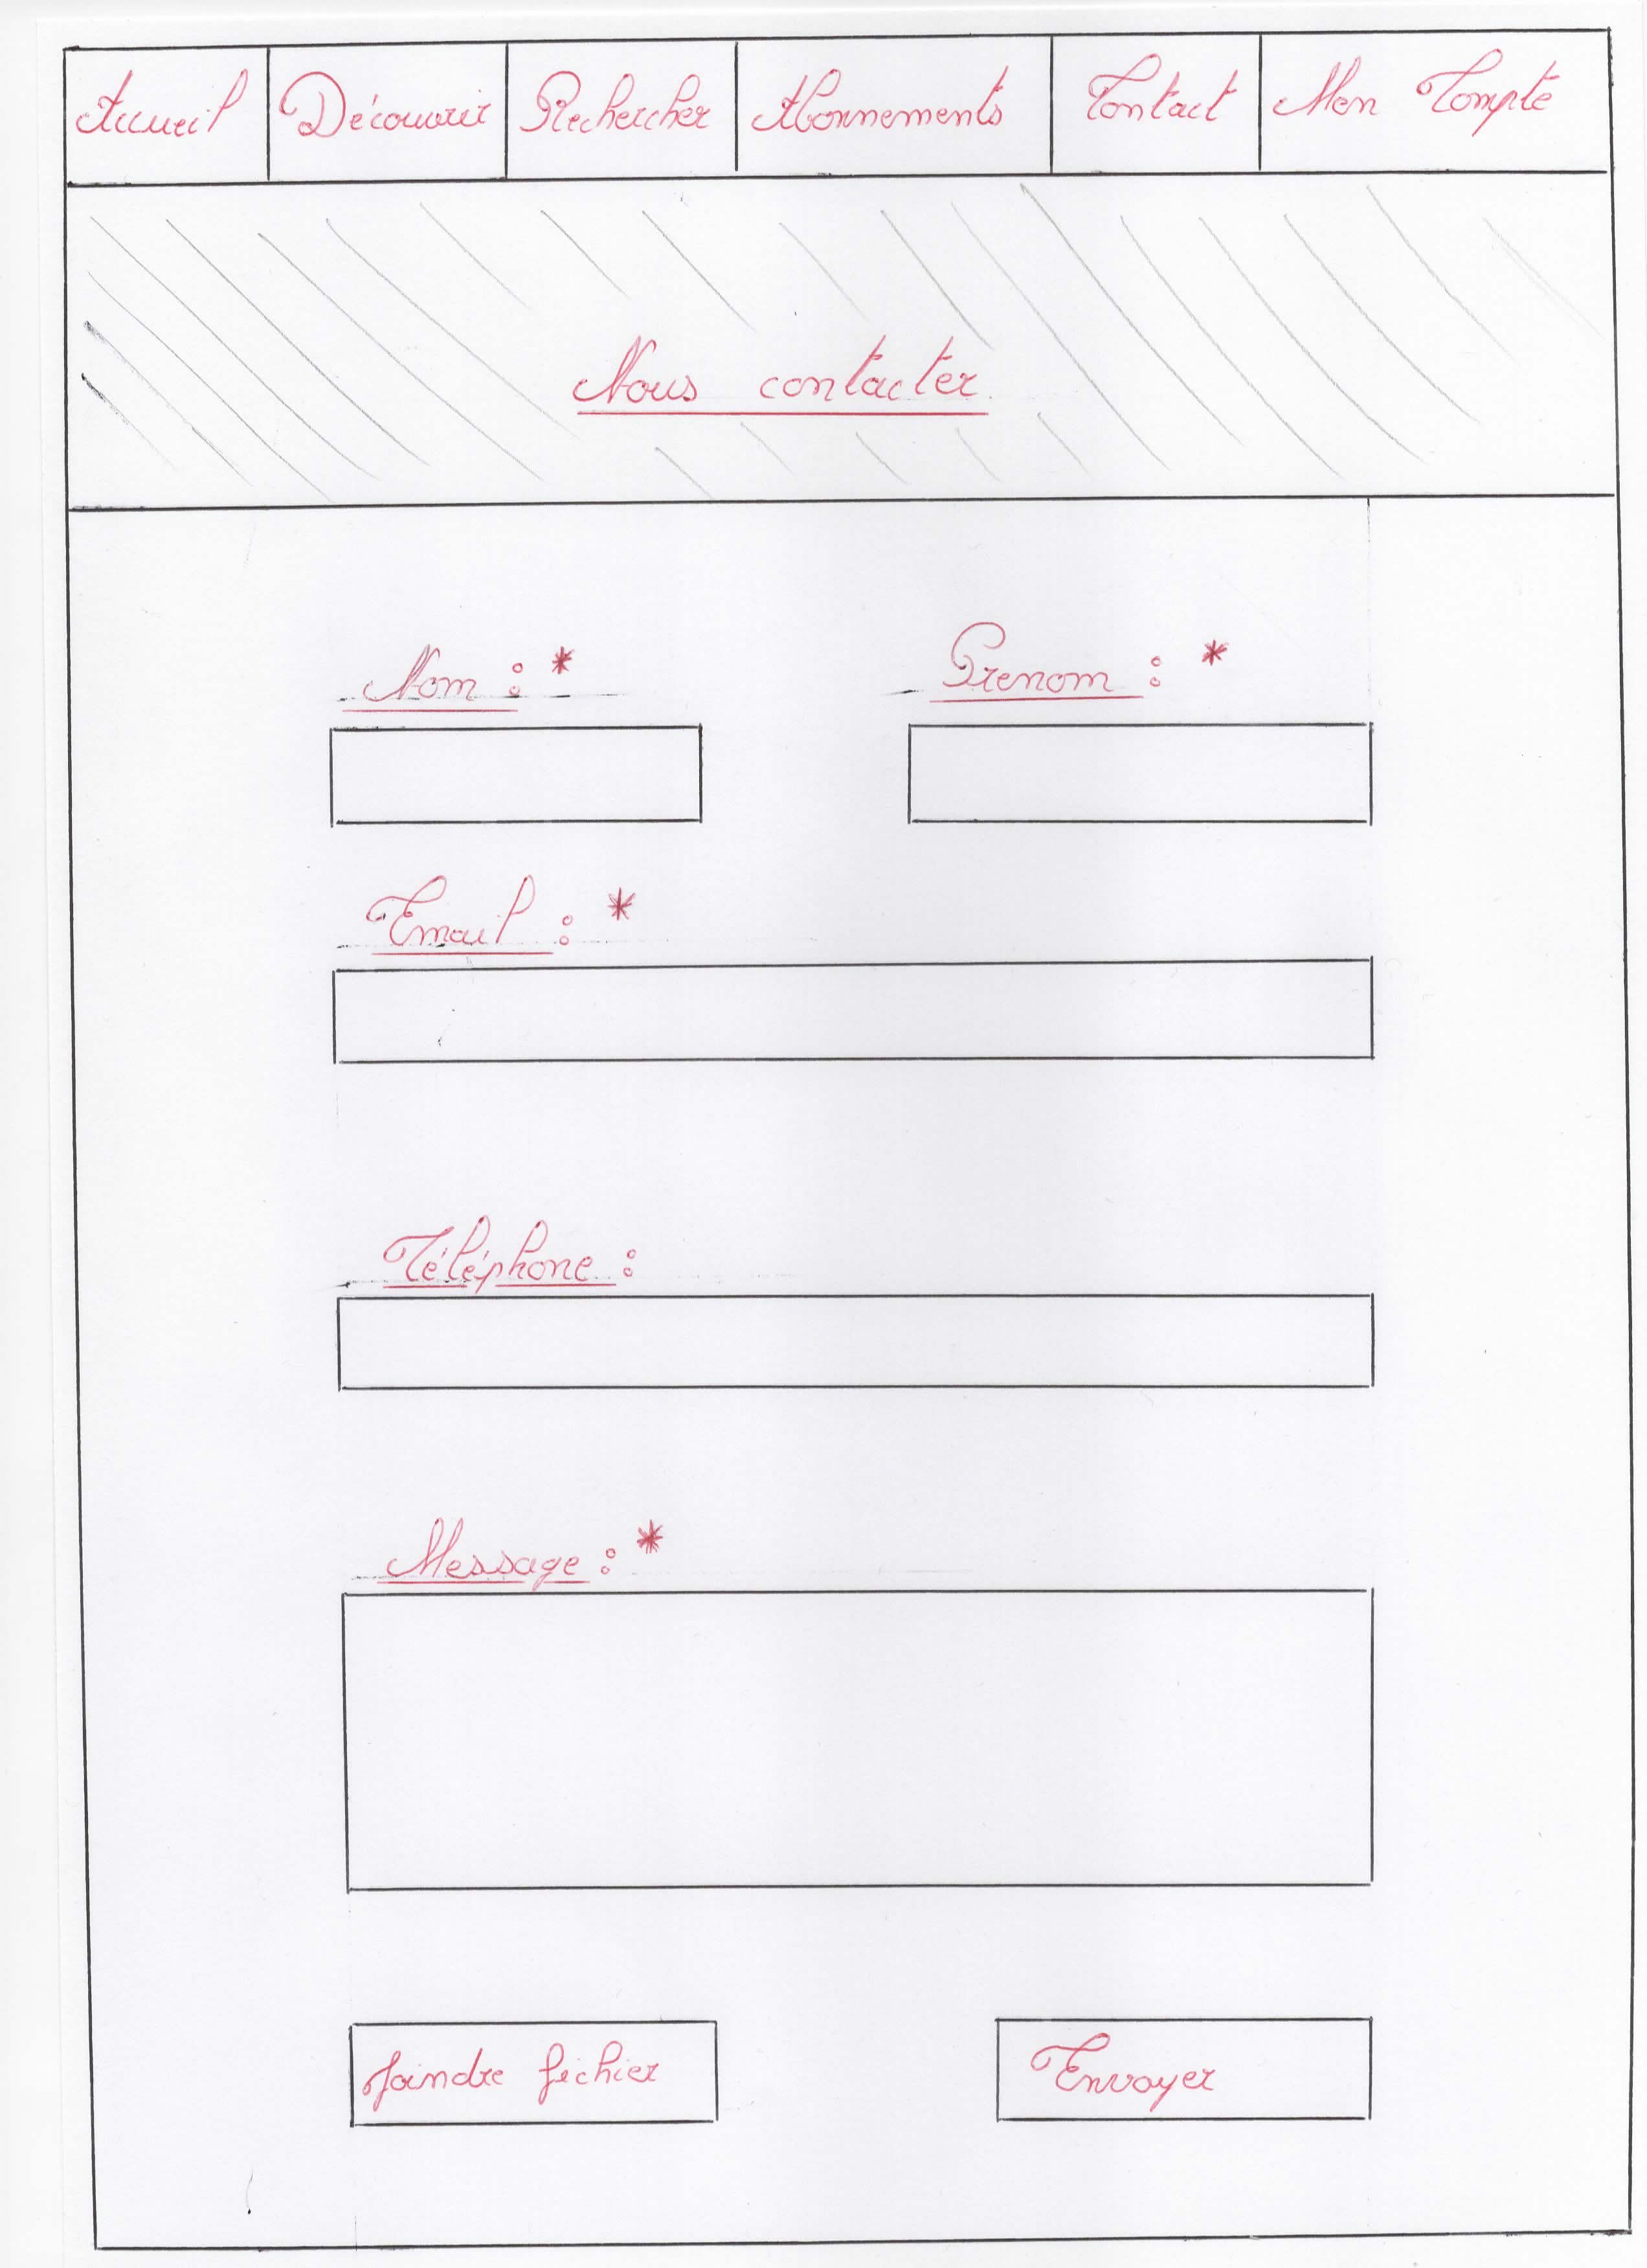 Accueil Découvrir Rechercher Abonnements Contact Mon Compte
Nous contacter
Nom : * Prenom : *
Email : *
Téléphone :
Message : *
Joindre fichier Envoyer